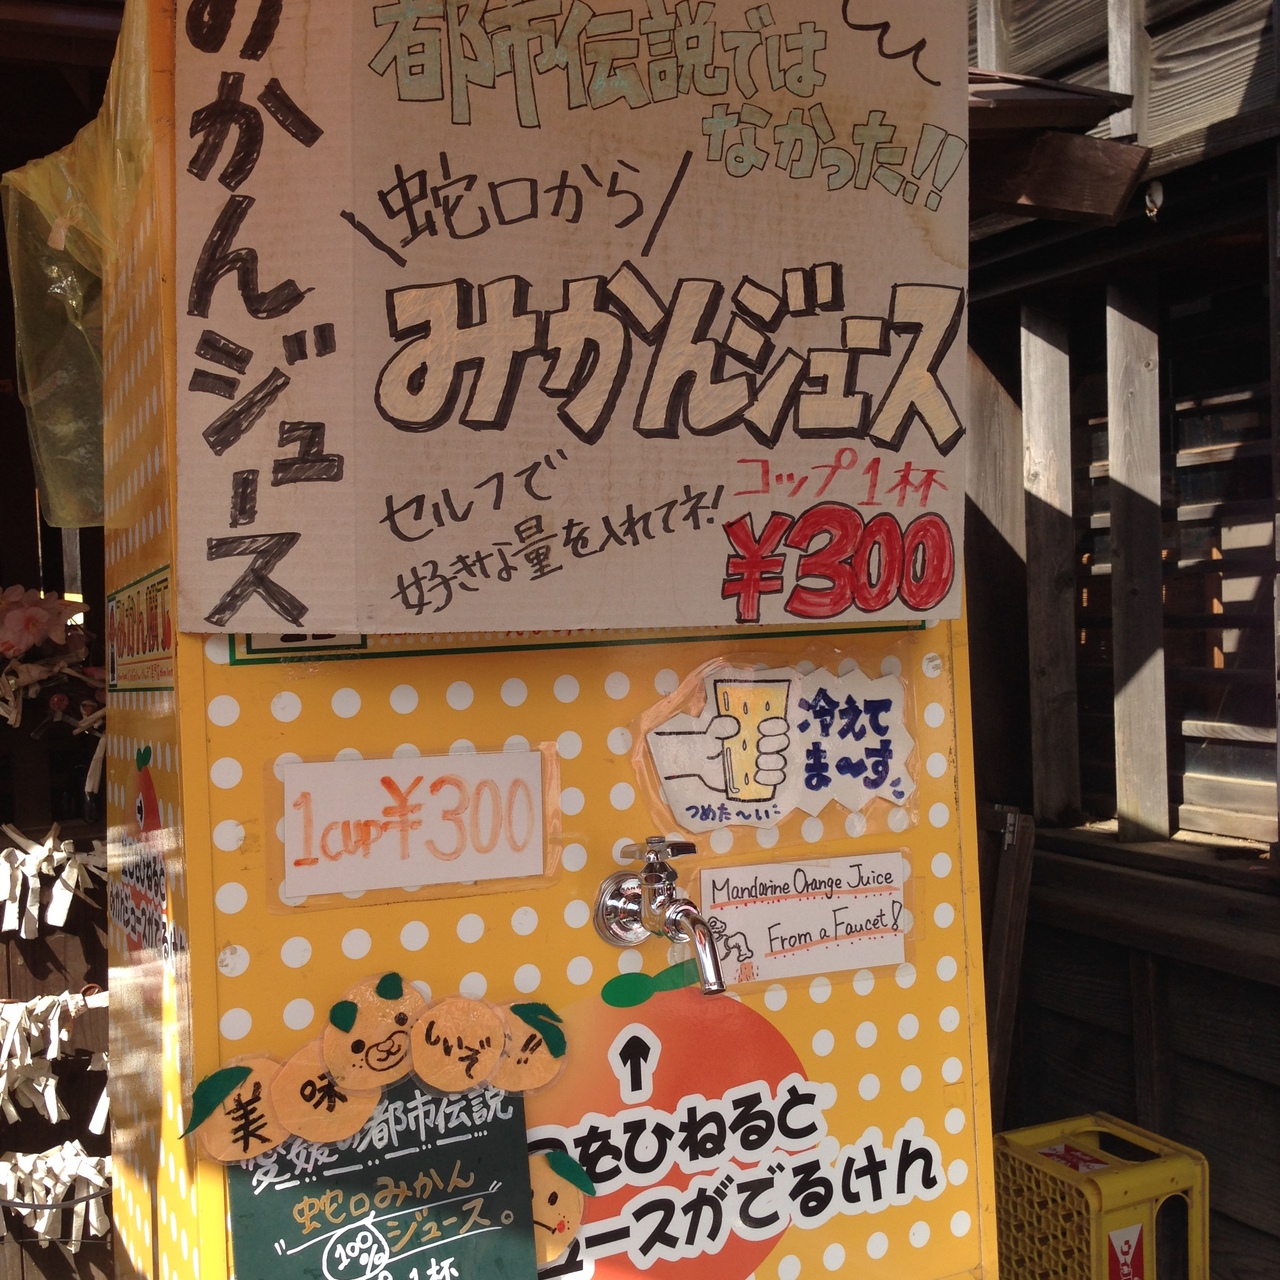 みかんジュース
都市伝説では
なかった!!
蛇口から
みかんジュース
セルフで
好きな量を入れてネ!
コップ1杯
¥300
1cup¥300
冷えて
ま〜す
つめた〜い
Mandarine Orange Juice
From a Faucet!
美味しいぞ!!
愛媛の都市伝説
"蛇口みかん
ジュース"。
100%
1杯
をひねると
ュースがでるけん